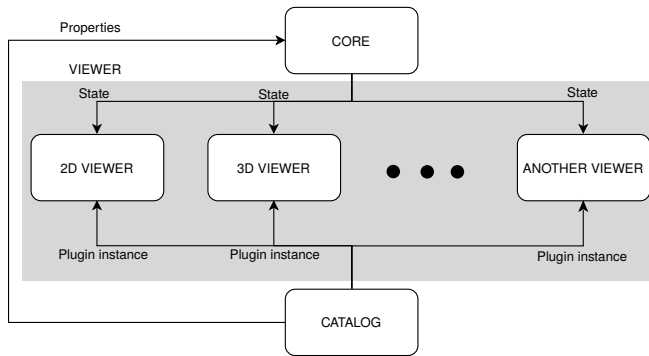 Properties
CORE
VIEWER
State
State
State
2D VIEWER
3D VIEWER
ANOTHER VIEWER
Plugin instance
Plugin instance
Plugin instance
CATALOG